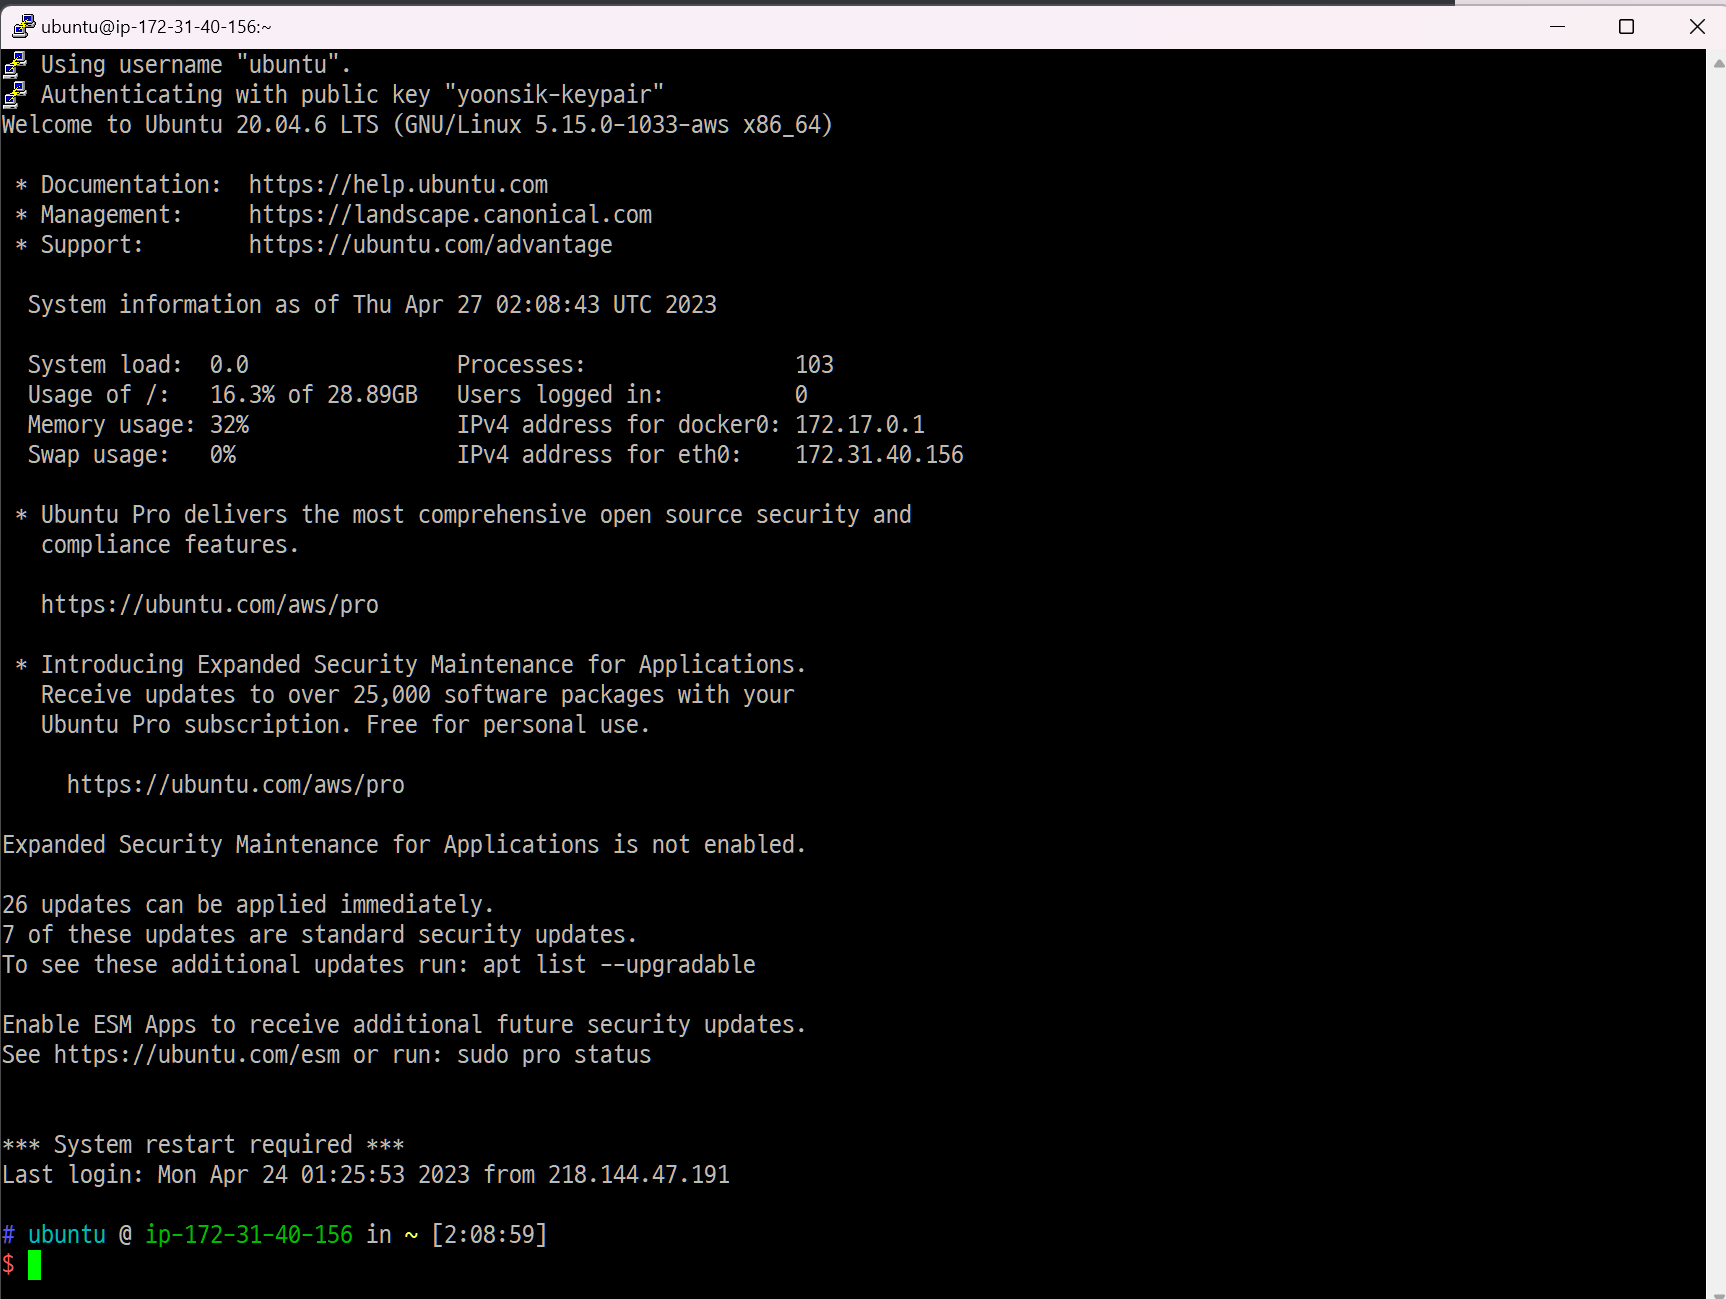 ubuntu@ip-172-31-40-156:~
Using username "ubuntu".
Authenticating with public key "yoonsik-keypair"
Welcome to Ubuntu 20.04.6 LTS (GNU/Linux 5.15.0-1033-aws x86_64)
* Documentation:  https://help.ubuntu.com
* Management:     https://landscape.canonical.com
* Support:        https://ubuntu.com/advantage
System information as of Thu Apr 27 02:08:43 UTC 2023
System load:  0.0                Processes:                103
Usage of /:   16.3% of 28.89GB   Users logged in:          0
Memory usage: 32%                IPv4 address for docker0: 172.17.0.1
Swap usage:   0%                 IPv4 address for eth0:    172.31.40.156
* Ubuntu Pro delivers the most comprehensive open source security and
compliance features.
https://ubuntu.com/aws/pro
* Introducing Expanded Security Maintenance for Applications.
Receive updates to over 25,000 software packages with your
Ubuntu Pro subscription. Free for personal use.
https://ubuntu.com/aws/pro
Expanded Security Maintenance for Applications is not enabled.
26 updates can be applied immediately.
7 of these updates are standard security updates.
To see these additional updates run: apt list --upgradable
Enable ESM Apps to receive additional future security updates.
See https://ubuntu.com/esm or run: sudo pro status
*** System restart required ***
Last login: Mon Apr 24 01:25:53 2023 from 218.144.47.191
# ubuntu @ ip-172-31-40-156 in ~ [2:08:59]
$